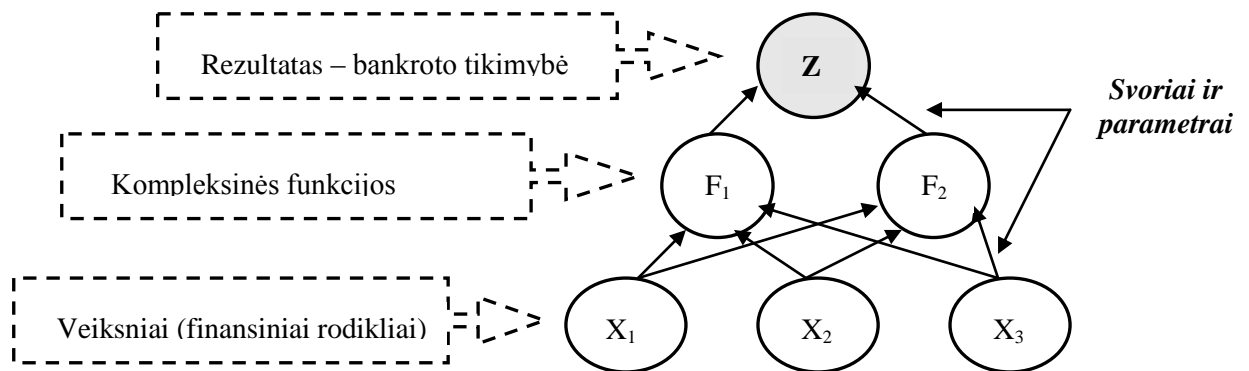 Rezultatas – bankroto tikimybė
Z
Svoriai ir
parametrai
Kompleksinės funkcijos
F1
F2
Veiksniai (finansiniai rodikliai)
X1
X2
X3